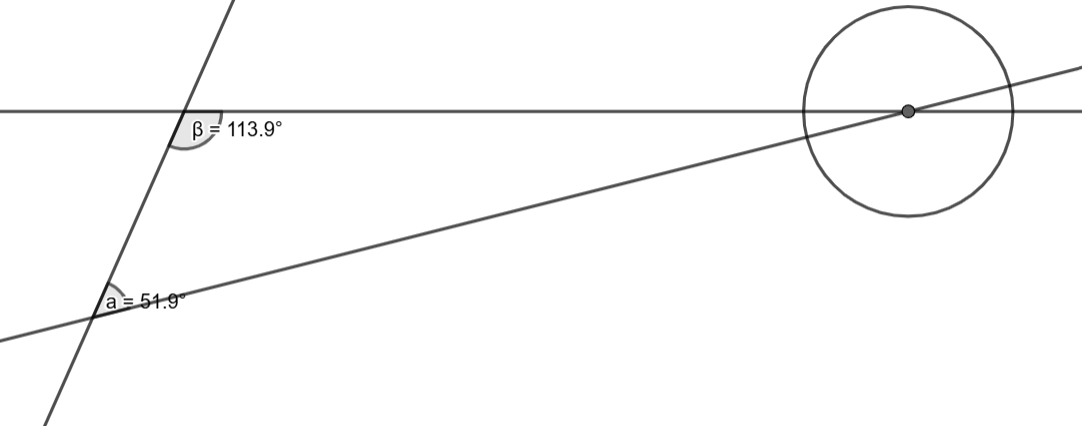 β = 113.9°
a = 51.9°